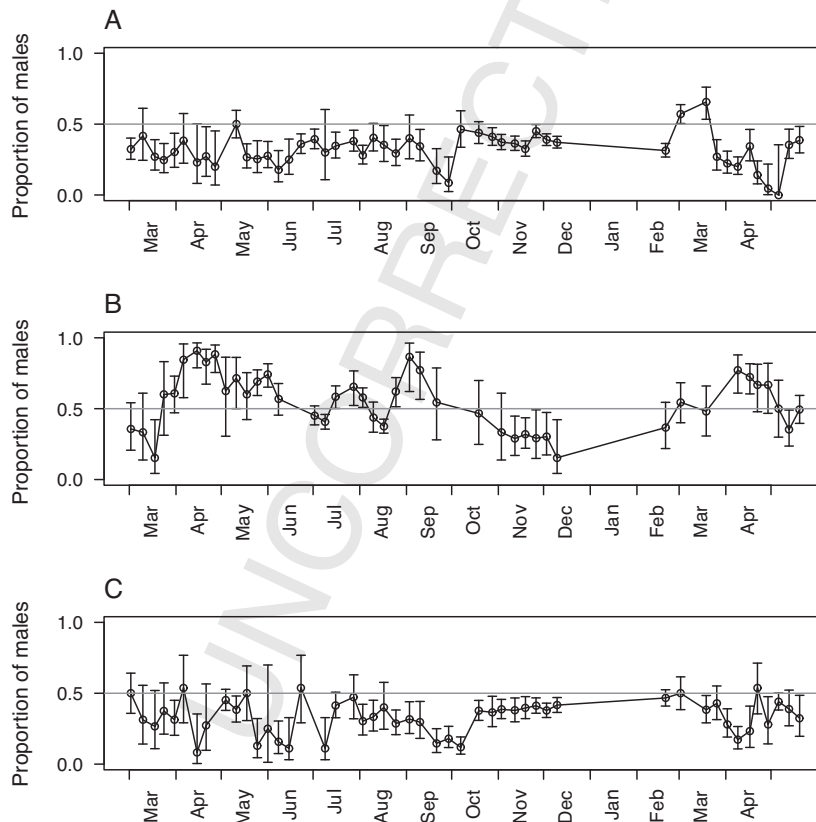 A
Proportion of males
1.0
0.5
0.0
Mar Apr May Jun Jul Aug Sep Oct Nov Dec Jan Feb Mar Apr
B
Proportion of males
1.0
0.5
0.0
Mar Apr May Jun Jul Aug Sep Oct Nov Dec Jan Feb Mar Apr
C
Proportion of males
1.0
0.5
0.0
Mar Apr May Jun Jul Aug Sep Oct Nov Dec Jan Feb Mar Apr
UNCORRECT